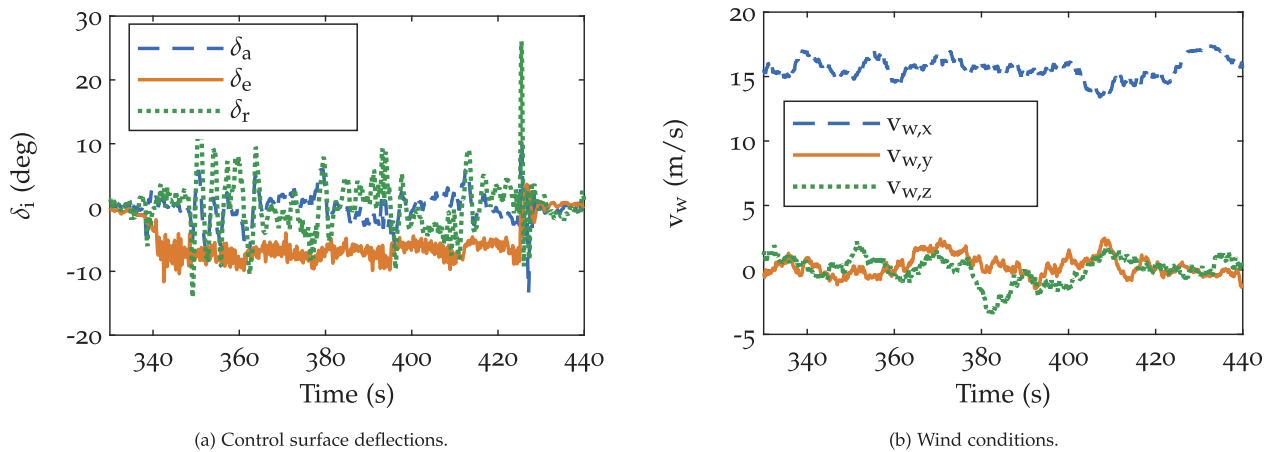 30
20
10
0
-10
-20
δa
δe
δr
δi (deg)
340 360 380 400 420 440
Time (s)
(a) Control surface deflections.
20
15
10
5
0
-5
vw,x
vw,y
vw,z
vw (m/s)
340 360 380 400 420 440
Time (s)
(b) Wind conditions.